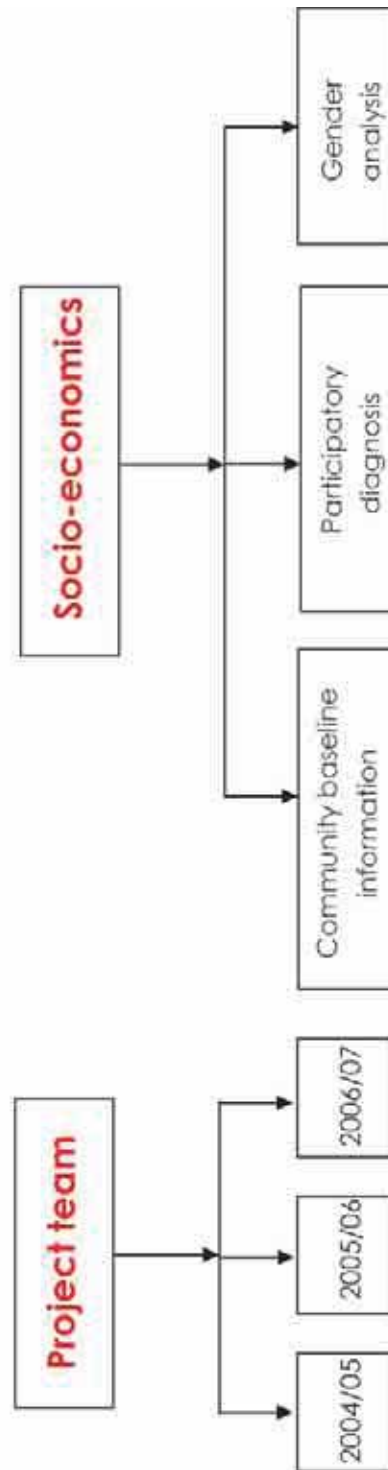 Project team
2004/05
2005/06
2006/07
Socio-economics
Community baseline
information
Participatory
diagnosis
Gender
analysis